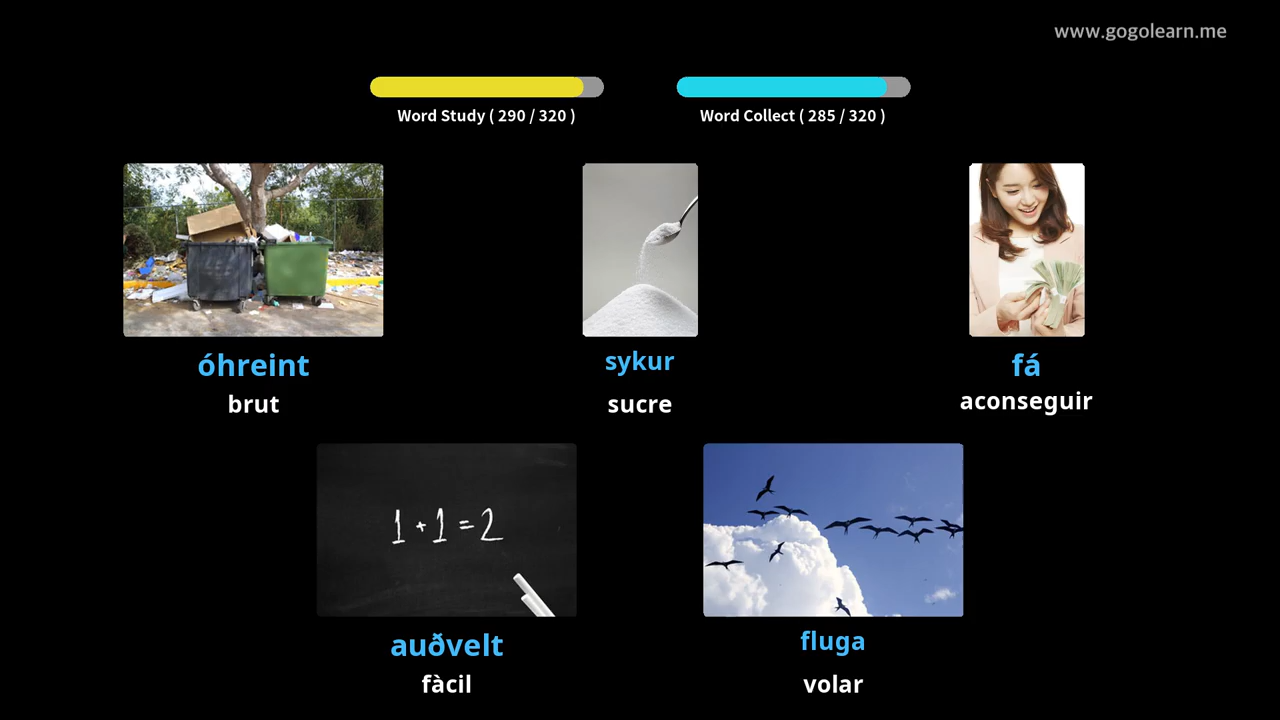 www.gogolearn.me
Word Study ( 290 / 320 )
Word Collect ( 285 / 320 )
óhreint
brut
sykur
sucre
fá
aconseguir
1 + 1 = 2
auðvelt
fàcil
fluga
volar